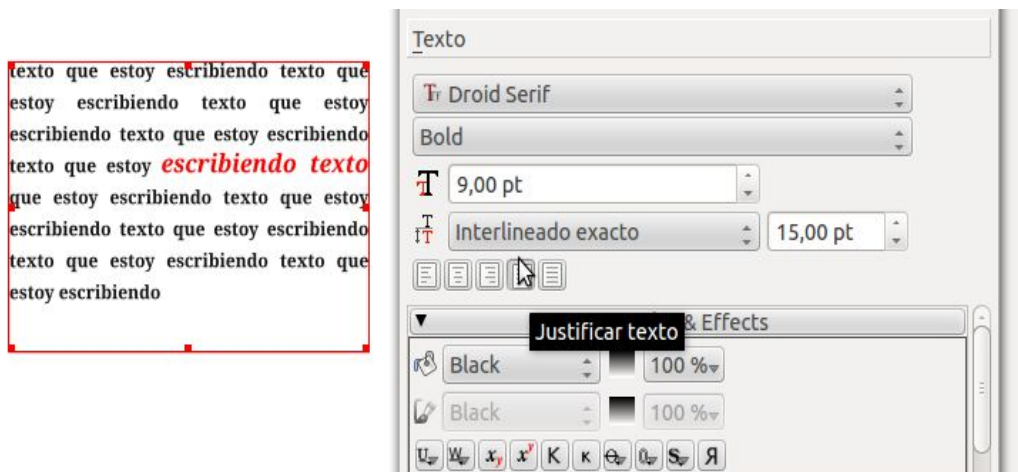 texto que estoy escribiendo texto que
estoy escribiendo texto que estoy
escribiendo texto que estoy escribiendo
texto que estoy escribiendo texto
que estoy escribiendo texto que estoy
escribiendo texto que estoy escribiendo
texto que estoy escribiendo texto que
estoy escribiendo
Texto
Droid Serif
Bold
9,00 pt
Interlineado exacto 15,00 pt
& Effects
Justificar texto
Black 100 %
Black 100 %